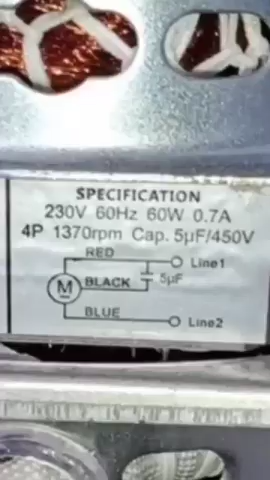 SPECIFICATION
230V 60Hz 60W 0.7A
4P 1370rpm Cap. 5µF/450V
RED
Line1
M
BLACK
5µF
BLUE
Line2